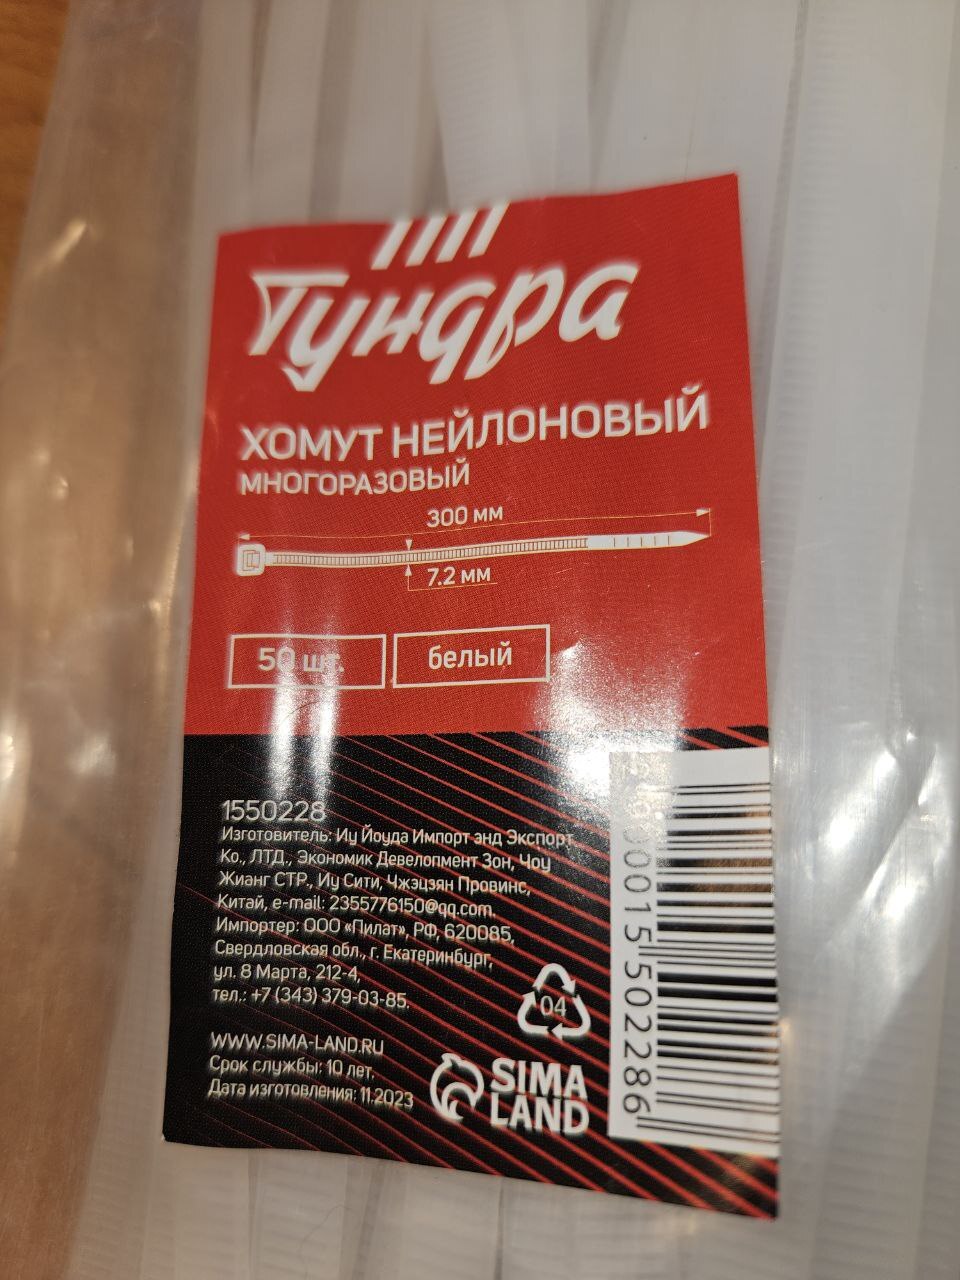 Тундра
ХОМУТ НЕЙЛОНОВЫЙ
МНОГОРАЗОВЫЙ
300 мм
7.2 мм
50 шт.
белый
1550228
Изготовитель: Иу Йоуда Импорт энд Экспорт
Ко., ЛТД., Экономик Девелопмент Зон, Чоу
Жианг СТР., Иу Сити, Чжэцзян Провинс,
Китай, e-mail: 2355776150@qq.com.
Импортер: ООО «Пилат», РФ, 620085,
Свердловская обл., г. Екатеринбург,
ул. 8 Марта, 212-4,
тел.: +7 (343) 379-03-85.
WWW.SIMA-LAND.RU
Срок службы: 10 лет.
Дата изготовления: 11.2023
04
SIMA
LAND
502286